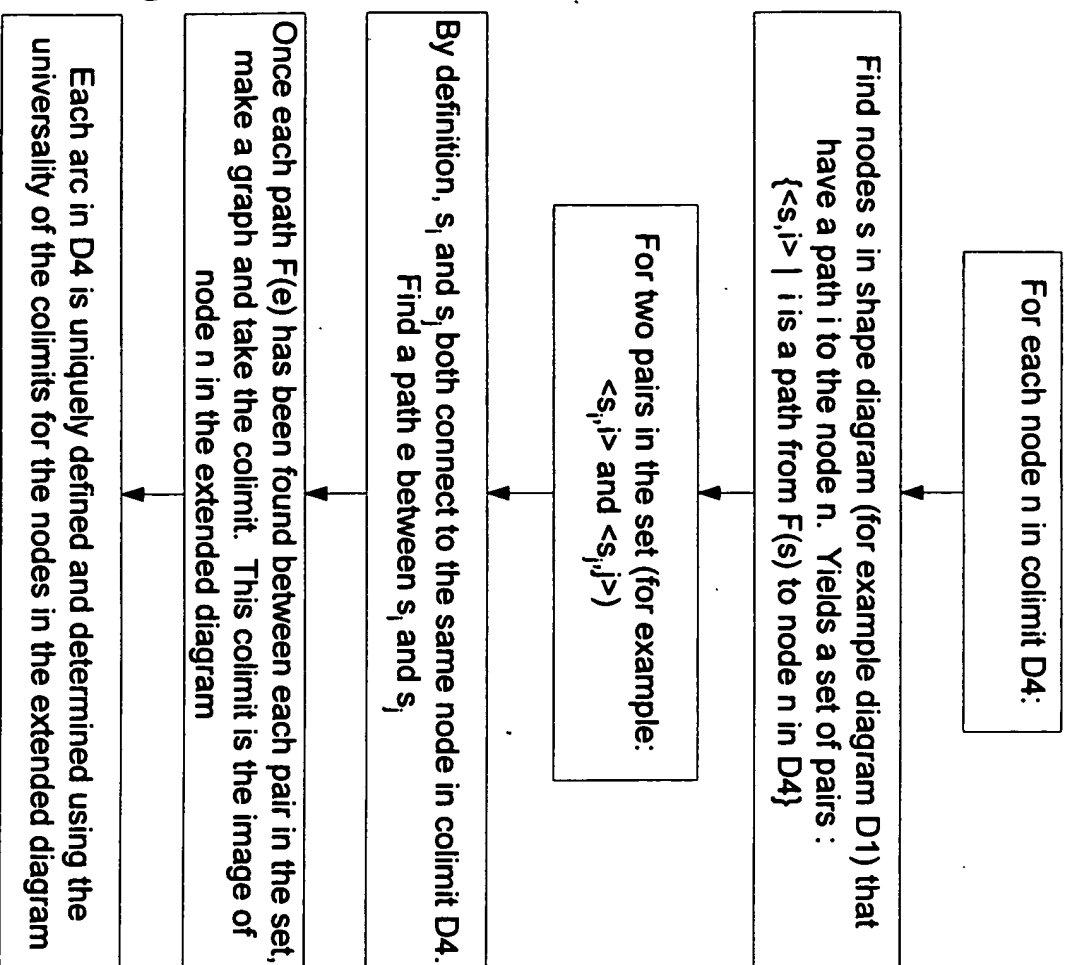 For each node n in colimit D4:
Find nodes s in shape diagram (for example diagram D1) that
have a path i to the node n. Yields a set of pairs :
{<s,i> | i is a path from F(s) to node n in D4}
For two pairs in the set (for example:
<sᵢ,i> and <sⱼ,j>)
By definition, sᵢ and sⱼ both connect to the same node in colimit D4.
Find a path e between sᵢ and sⱼ
Once each path F(e) has been found between each pair in the set,
make a graph and take the colimit. This colimit is the image of
node n in the extended diagram
Each arc in D4 is uniquely defined and determined using the
universality of the colimits for the nodes in the extended diagram